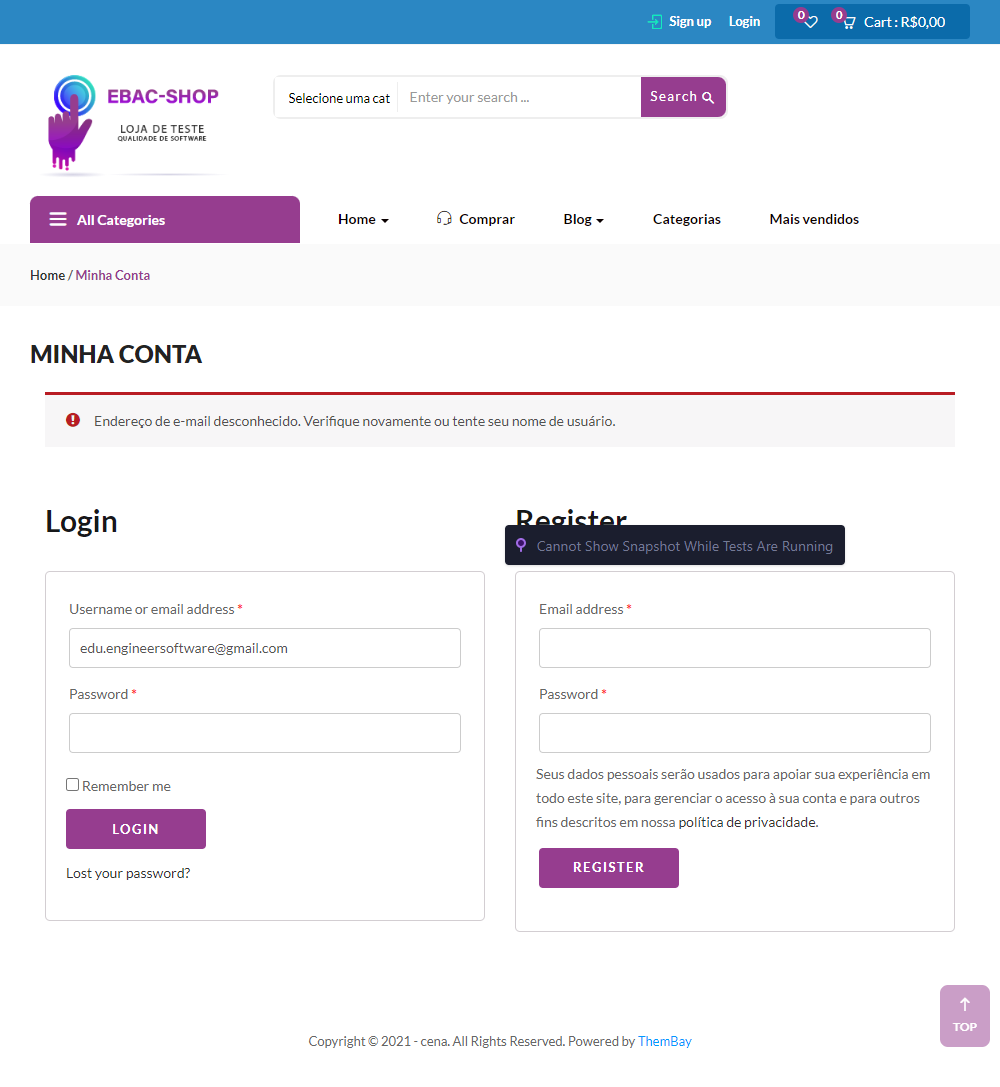 Sign up Login 0 0 Cart : R$0,00
EBAC-SHOP
LOJA DE TESTE
QUALIDADE DE SOFTWARE
Selecione uma cat Enter your search ... Search
All Categories Home Comprar Blog Categorias Mais vendidos
Home / Minha Conta
MINHA CONTA
Endereço de e-mail desconhecido. Verifique novamente ou tente seu nome de usuário.
Login
Username or email address *
edu.engineersoftware@gmail.com
Password *
Remember me
LOGIN
Lost your password?
Register
Cannot Show Snapshot While Tests Are Running
Email address *
Password *
Seus dados pessoais serão usados para apoiar sua experiência em
todo este site, para gerenciar o acesso à sua conta e para outros
fins descritos em nossa política de privacidade.
REGISTER
TOP
Copyright © 2021 - cena. All Rights Reserved. Powered by ThemBay